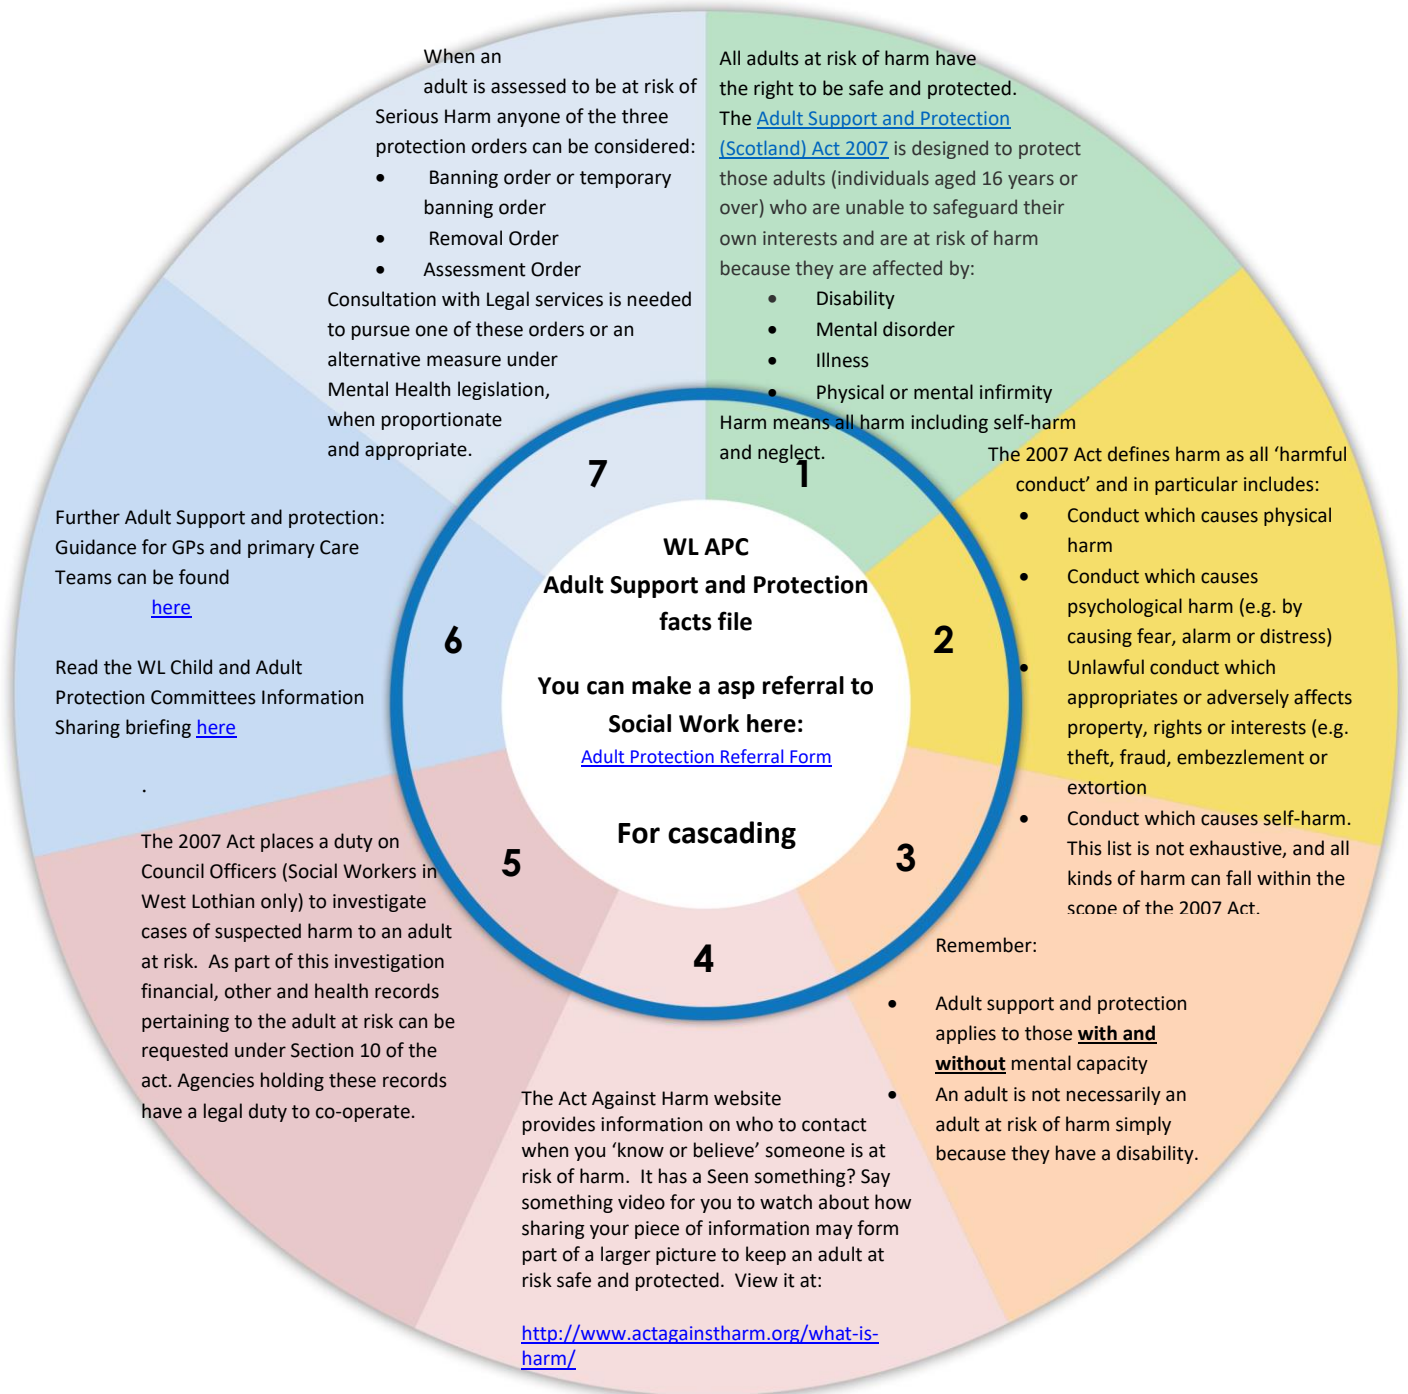 WL APC
Adult Support and Protection
facts file
You can make a asp referral to
Social Work here:
Adult Protection Referral Form
For cascading
1
All adults at risk of harm have
the right to be safe and protected.
The Adult Support and Protection
(Scotland) Act 2007 is designed to protect
those adults (individuals aged 16 years or
over) who are unable to safeguard their
own interests and are at risk of harm
because they are affected by:
• Disability
• Mental disorder
• Illness
• Physical or mental infirmity
Harm means all harm including self-harm
and neglect.
2
The 2007 Act defines harm as all ‘harmful
conduct’ and in particular includes:
• Conduct which causes physical
harm
• Conduct which causes
psychological harm (e.g. by
causing fear, alarm or distress)
• Unlawful conduct which
appropriates or adversely affects
property, rights or interests (e.g.
theft, fraud, embezzlement or
extortion
• Conduct which causes self-harm.
This list is not exhaustive, and all
kinds of harm can fall within the
scope of the 2007 Act.
3
Remember:
• Adult support and protection
applies to those with and
without mental capacity
• An adult is not necessarily an
adult at risk of harm simply
because they have a disability.
4
The Act Against Harm website
provides information on who to contact
when you ‘know or believe’ someone is at
risk of harm. It has a Seen something? Say
something video for you to watch about how
sharing your piece of information may form
part of a larger picture to keep an adult at
risk safe and protected. View it at:
http://www.actagainstharm.org/what-is-
harm/
5
The 2007 Act places a duty on
Council Officers (Social Workers in
West Lothian only) to investigate
cases of suspected harm to an adult
at risk. As part of this investigation
financial, other and health records
pertaining to the adult at risk can be
requested under Section 10 of the
act. Agencies holding these records
have a legal duty to co-operate.
6
Further Adult Support and protection:
Guidance for GPs and primary Care
Teams can be found
here
Read the WL Child and Adult
Protection Committees Information
Sharing briefing here
.
7
When an
adult is assessed to be at risk of
Serious Harm anyone of the three
protection orders can be considered:
• Banning order or temporary
banning order
• Removal Order
• Assessment Order
Consultation with Legal services is needed
to pursue one of these orders or an
alternative measure under
Mental Health legislation,
when proportionate
and appropriate.